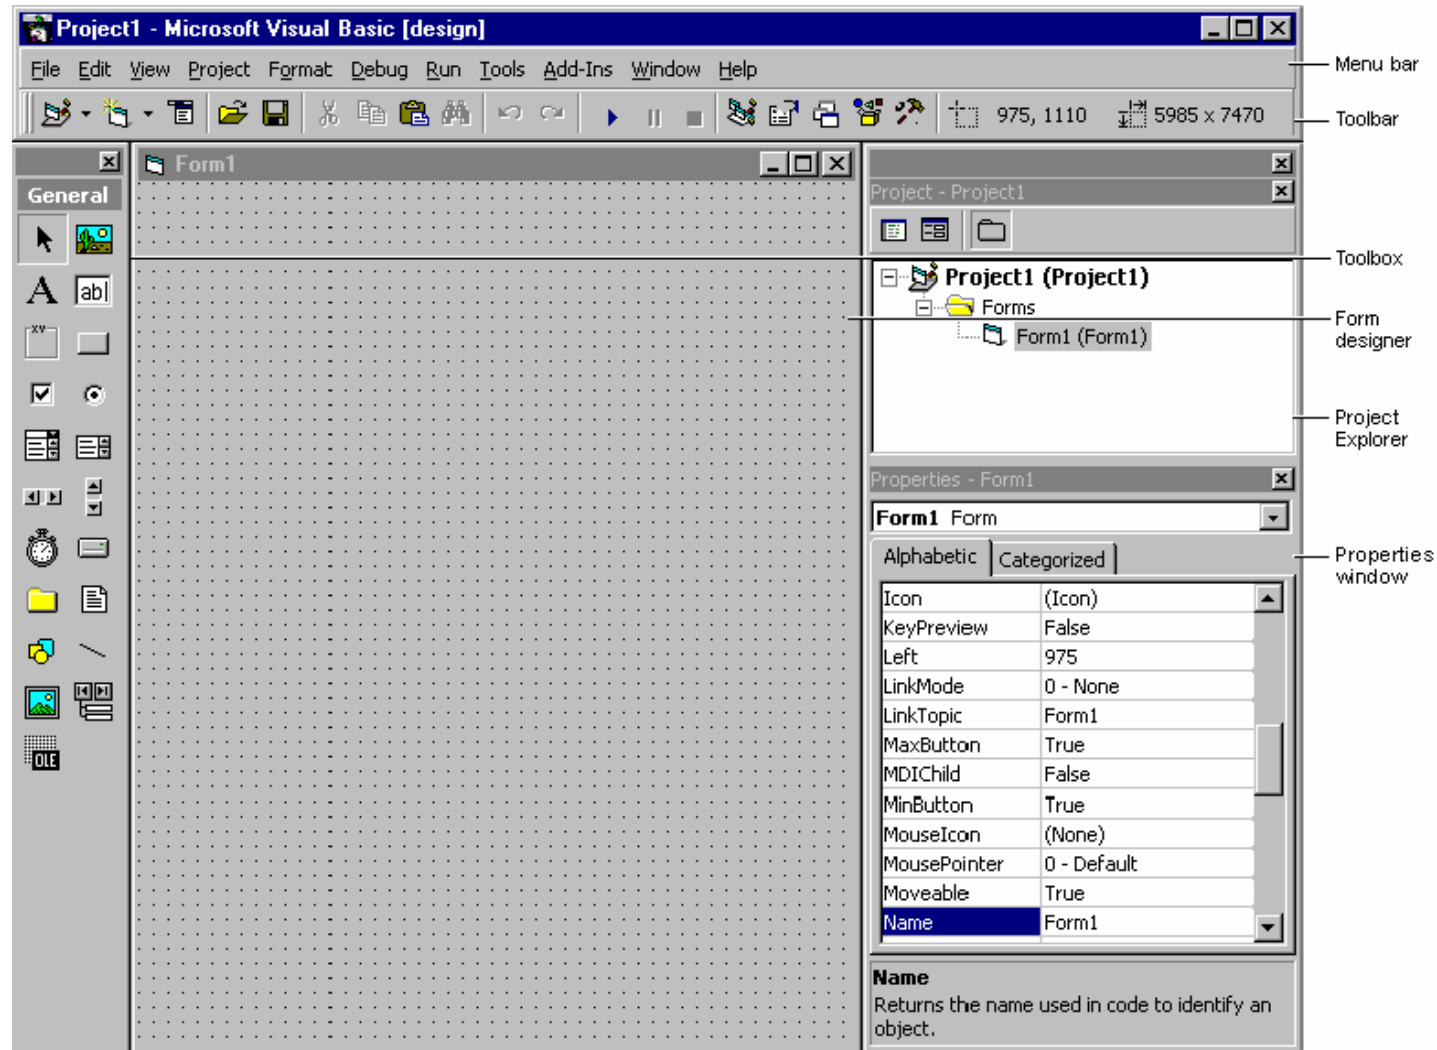 Project1 - Microsoft Visual Basic [design]
File Edit View Project Format Debug Run Tools Add-Ins Window Help
Menu bar
975, 1110 5985 x 7470
Toolbar
General
A
ab
XY
OLE
Form1
Project - Project1
Project1 (Project1)
Forms
Form1 (Form1)
Toolbox
Form
designer
Project
Explorer
Properties - Form1
Form1 Form
Alphabetic Categorized
Properties
window
Icon (Icon)
KeyPreview False
Left 975
LinkMode 0 - None
LinkTopic Form1
MaxButton True
MDIChild False
MinButton True
MouseIcon (None)
MousePointer 0 - Default
Moveable True
Name Form1
Name
Returns the name used in code to identify an
object.